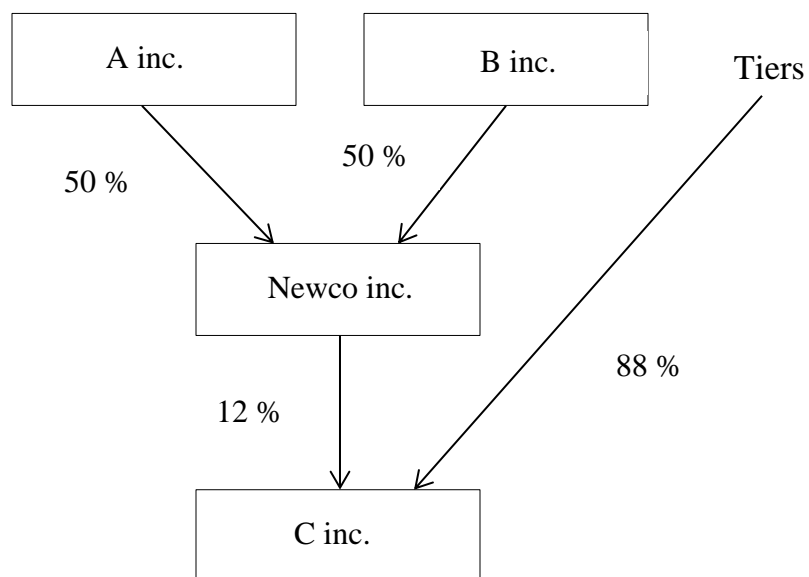 A inc.
B inc.
Tiers
50 %
50 %
Newco inc.
12 %
88 %
C inc.